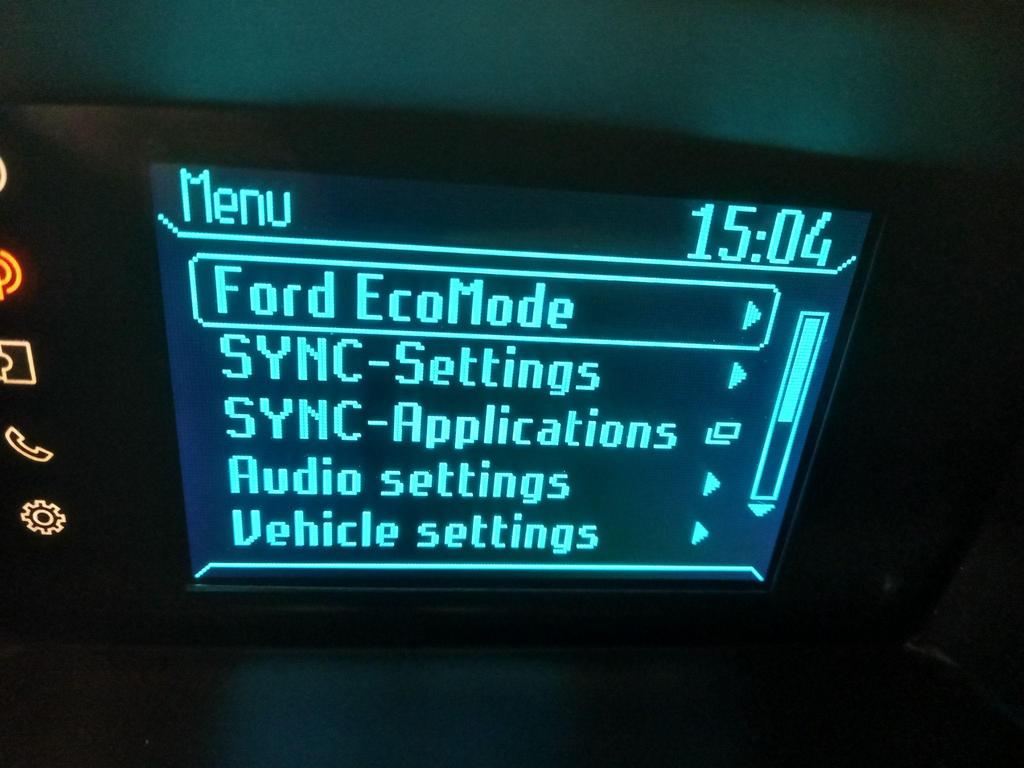 Menu
15:04
Ford EcoMode
SYNC-Settings
SYNC-Applications
Audio settings
Vehicle settings